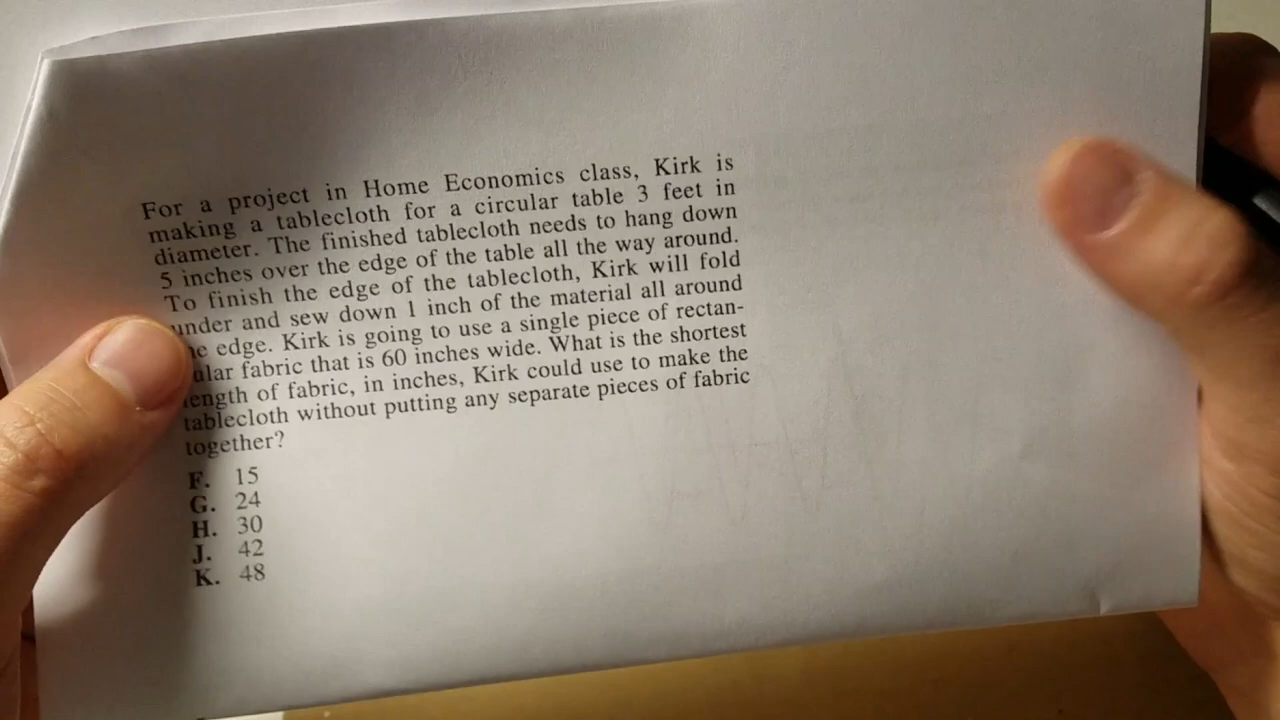 For a project in Home Economics class, Kirk is
making a tablecloth for a circular table 3 feet in
diameter. The finished tablecloth needs to hang down
5 inches over the edge of the table all the way around.
To finish the edge of the tablecloth, Kirk will fold
under and sew down 1 inch of the material all around
edge. Kirk is going to use a single piece of rectan-
fabric that is 60 inches wide. What is the shortest
length of fabric, in inches, Kirk could use to make the
tablecloth without putting any separate pieces of fabric
together?
F. 15
G. 24
H. 30
J. 42
K. 48